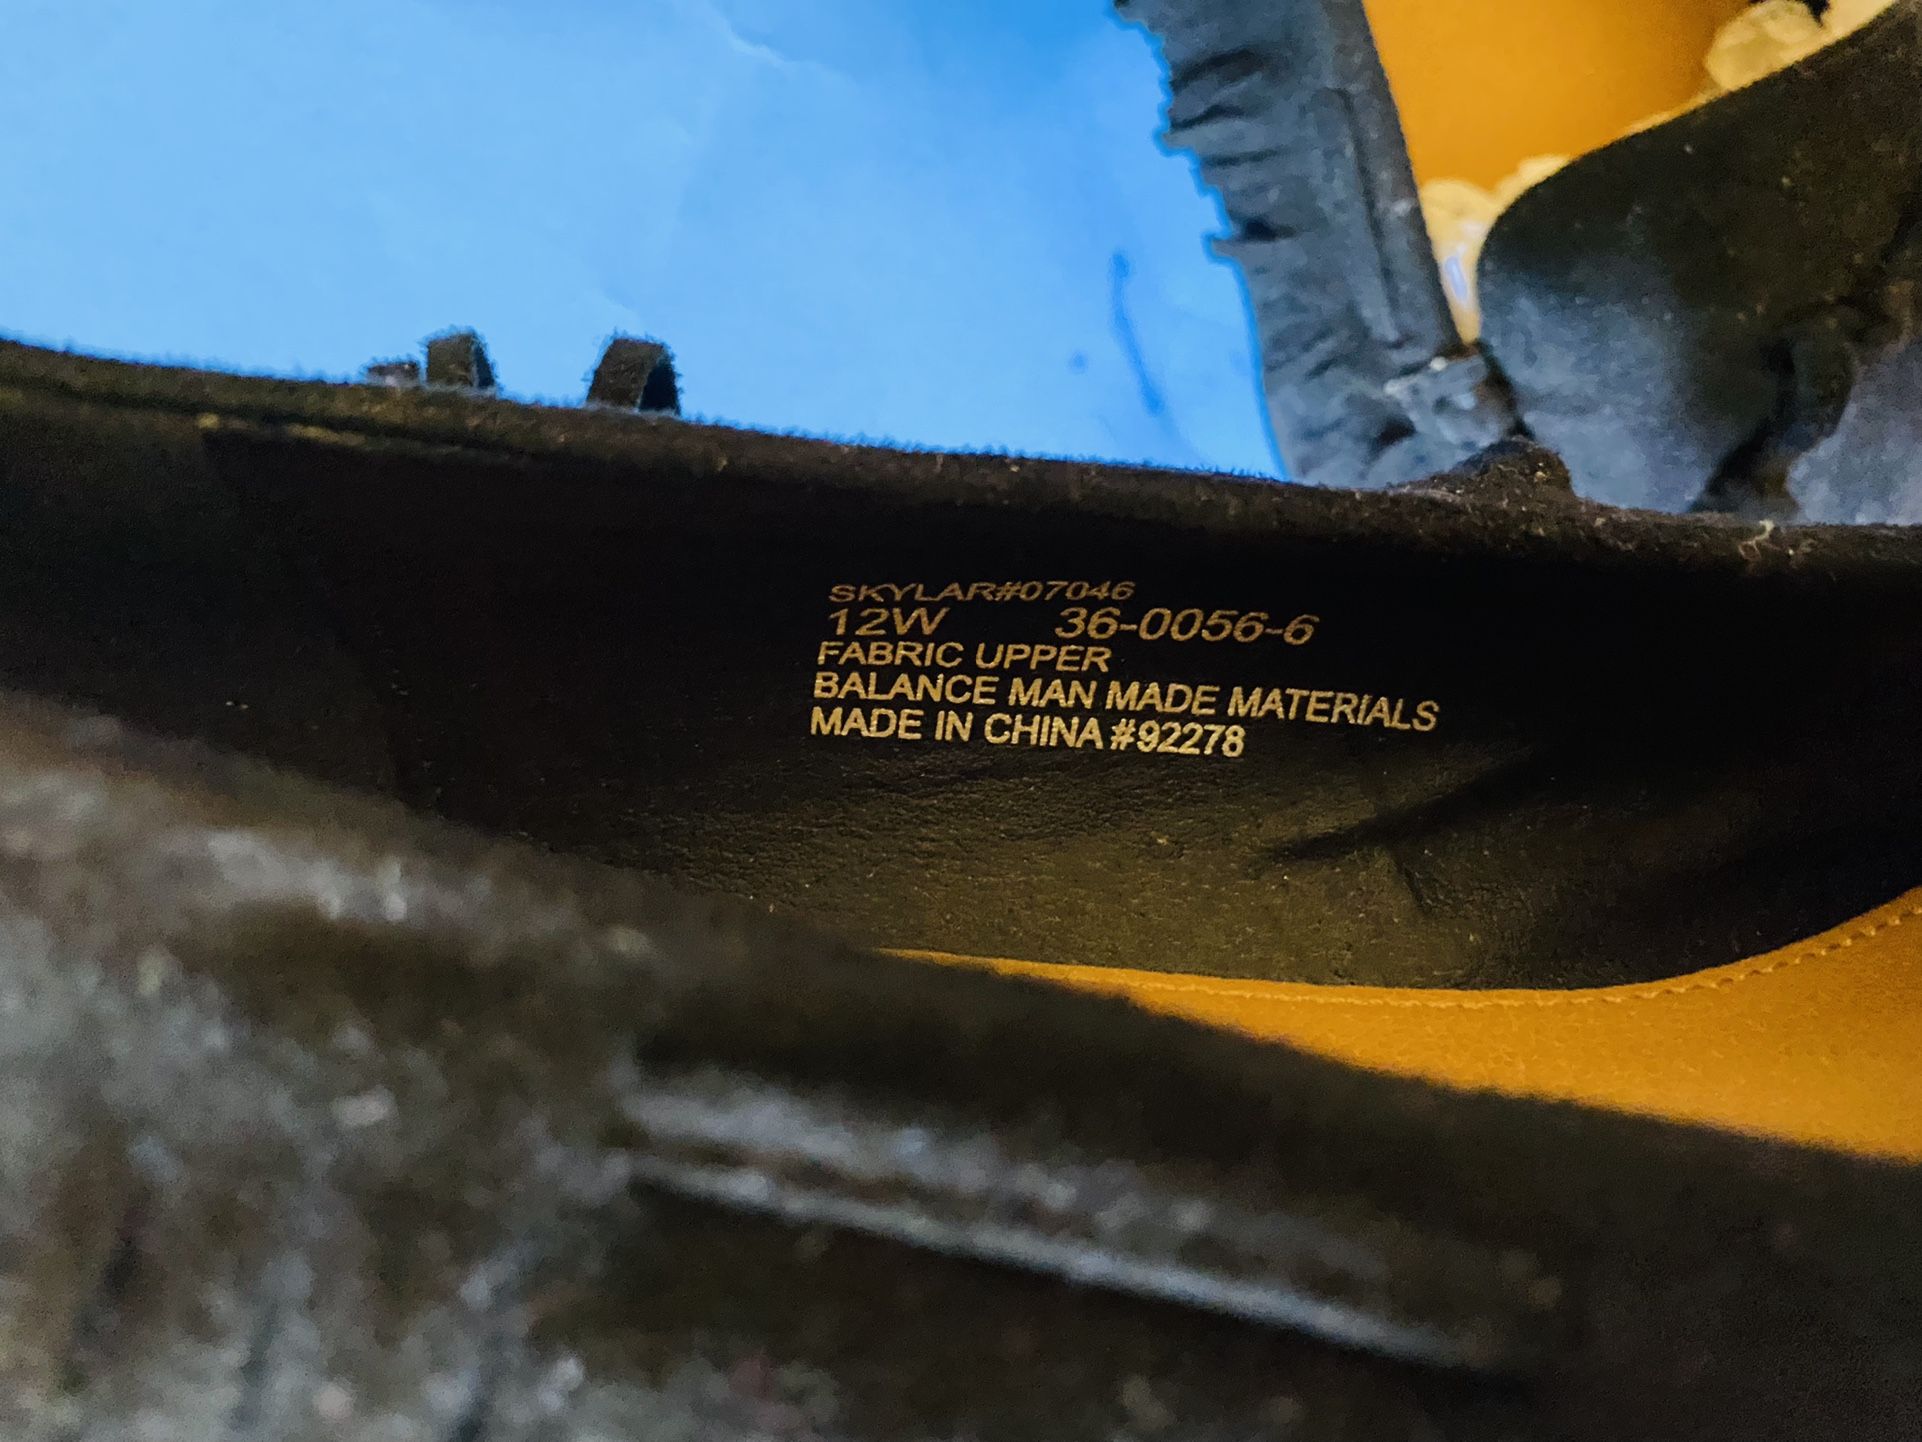 SKYLAR#07046
12W 36-0056-6
FABRIC UPPER
BALANCE MAN MADE MATERIALS
MADE IN CHINA #92278